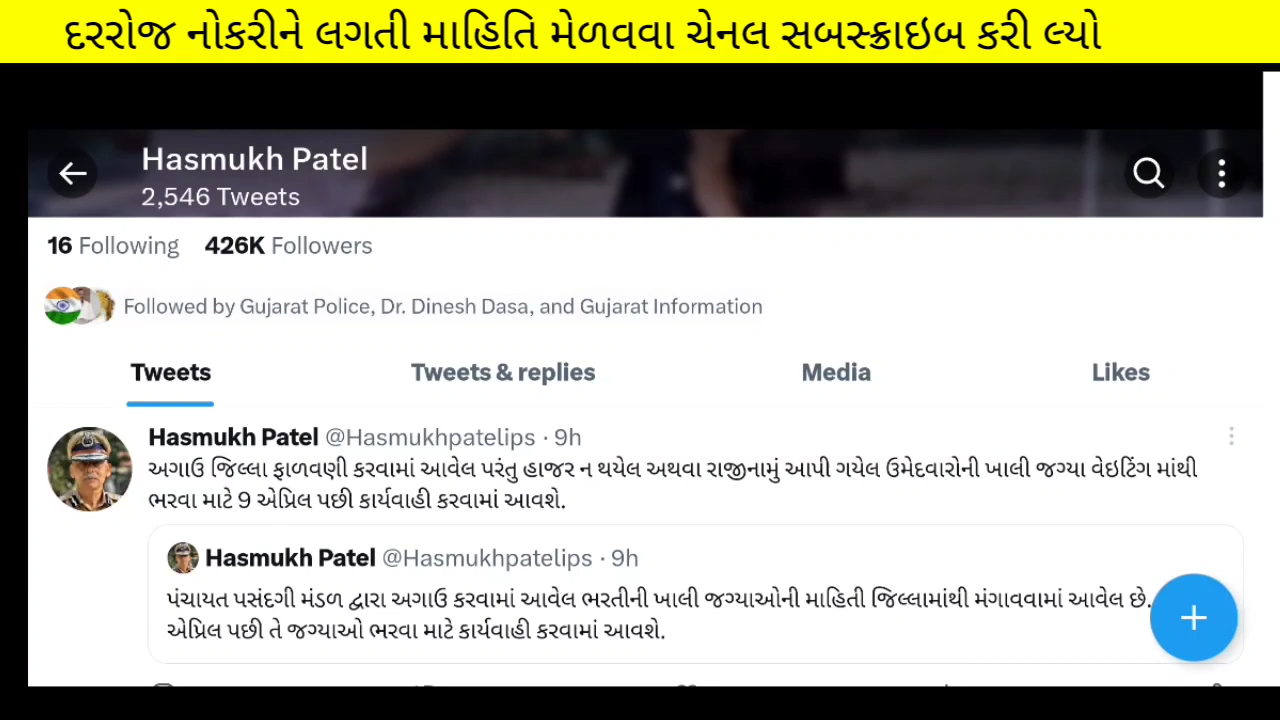 દરરોજ નોકરીને લગતી માહિતિ મેળવવા ચેનલ સબસ્ક્રાઇબ કરી લ્યો
Hasmukh Patel
2,546 Tweets
16 Following 426K Followers
Followed by Gujarat Police, Dr. Dinesh Dasa, and Gujarat Information
Tweets Tweets & replies Media Likes
Hasmukh Patel @Hasmukhpatelips · 9h
અગાઉ જિલ્લા ફાળવણી કરવામાં આવેલ પરંતુ હાજર ન થયેલ અથવા રાજીનામું આપી ગયેલ ઉમેદવારોની ખાલી જગ્યા વેઇટિંગ માંથી
ભરવા માટે 9 એપ્રિલ પછી કાર્યવાહી કરવામાં આવશે.
Hasmukh Patel @Hasmukhpatelips · 9h
પંચાયત પસંદગી મંડળ દ્વારા અગાઉ કરવામાં આવેલ ભરતીની ખાલી જગ્યાઓની માહિતી જિલ્લામાંથી મંગાવવામાં આવેલ છે.
એપ્રિલ પછી તે જગ્યાઓ ભરવા માટે કાર્યવાહી કરવામાં આવશે.